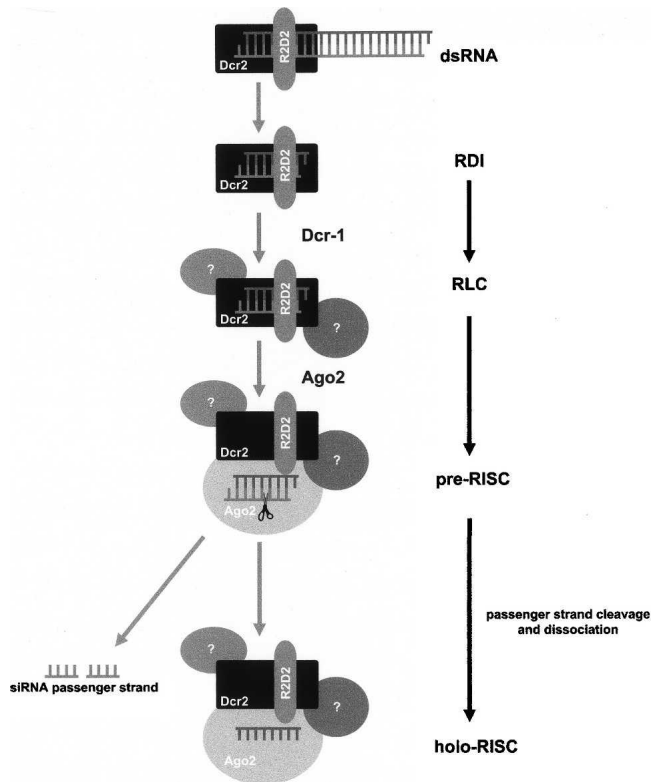 R2D2
Dcr2
dsRNA
R2D2
Dcr2
RDI
Dcr-1
?
R2D2
Dcr2
?
RLC
Ago2
?
R2D2
Dcr2
?
Ago2
pre-RISC
passenger strand cleavage
and dissociation
siRNA passenger strand
?
R2D2
Dcr2
?
Ago2
holo-RISC